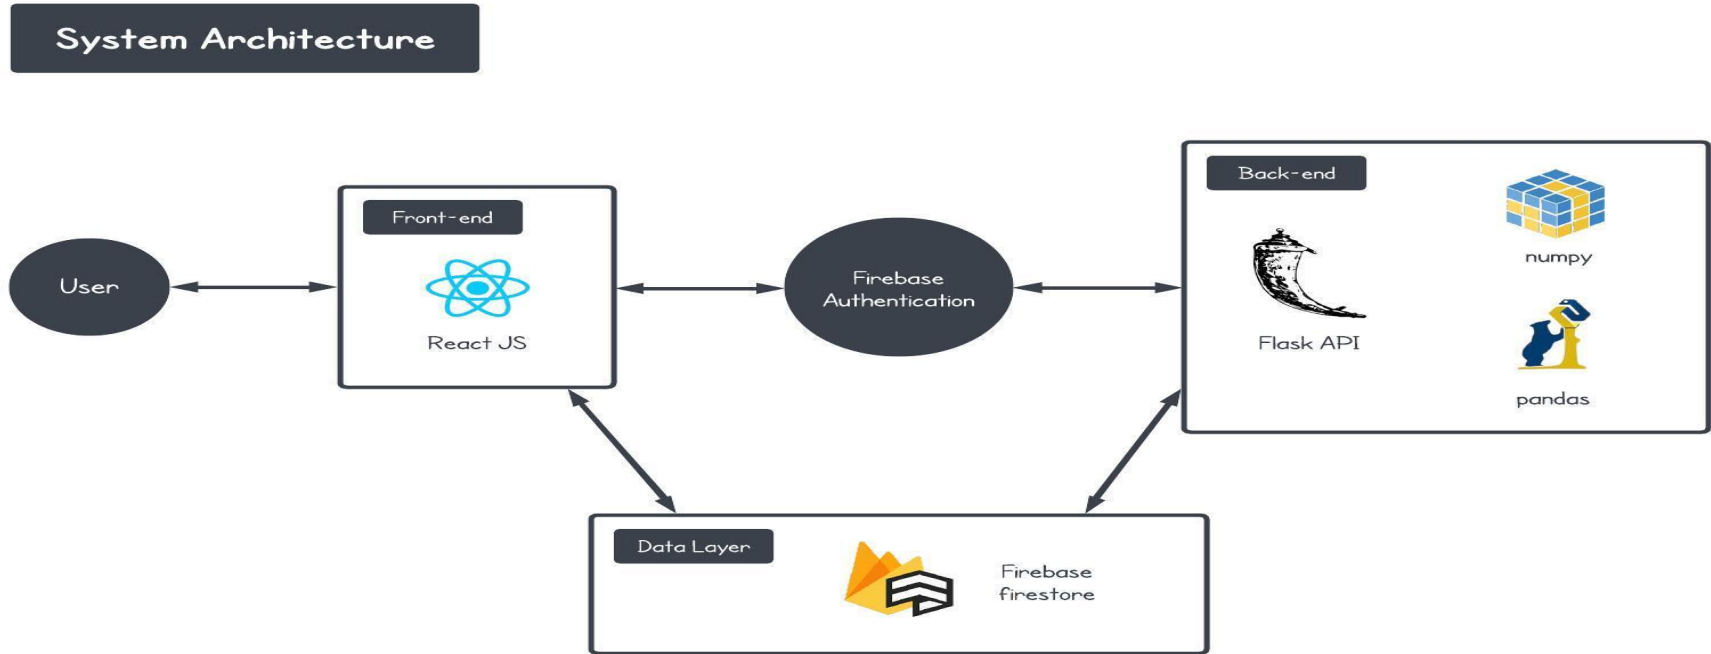 System Architecture
User
Front-end
React JS
Firebase
Authentication
Back-end
Flask API
numpy
pandas
Data Layer
Firebase
firestore